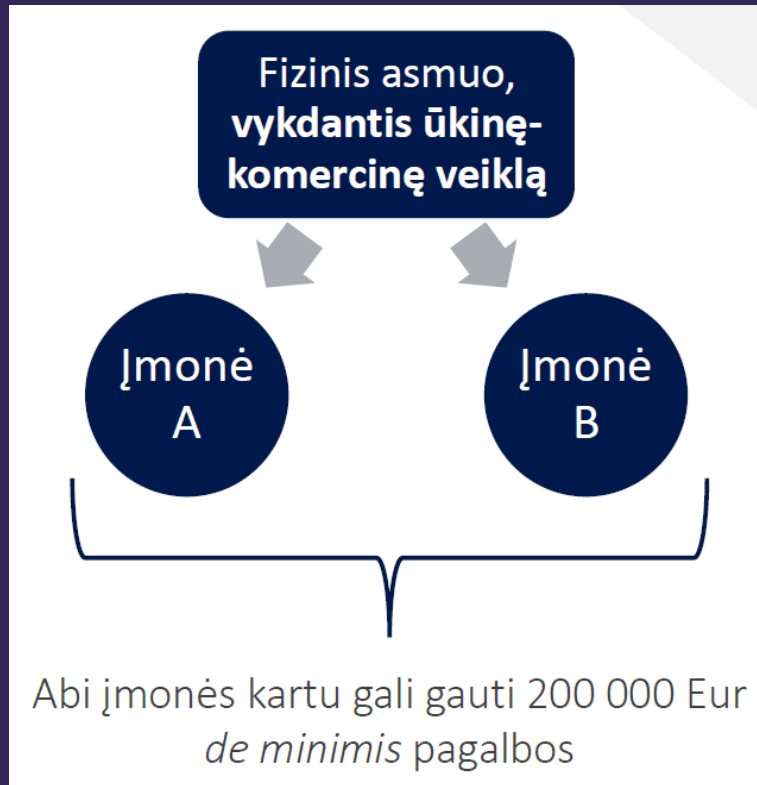 Fizinis asmuo,
vykdantis ūkinę-
komercinę veiklą
Įmonė
A
Įmonė
B
Abi įmonės kartu gali gauti 200 000 Eur
de minimis pagalbos